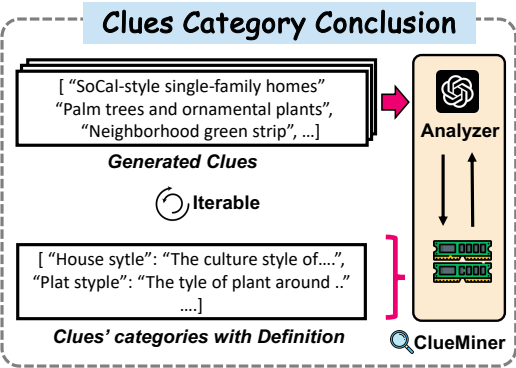 Clues Category Conclusion
[ “SoCal-style single-family homes”
“Palm trees and ornamental plants”,
“Neighborhood green strip”, …]
Generated Clues
Iterable
[ “House sytle”: “The culture style of….”,
“Plat styple”: “The tyle of plant around ..”
….]
Clues’ categories with Definition
Analyzer
ClueMiner